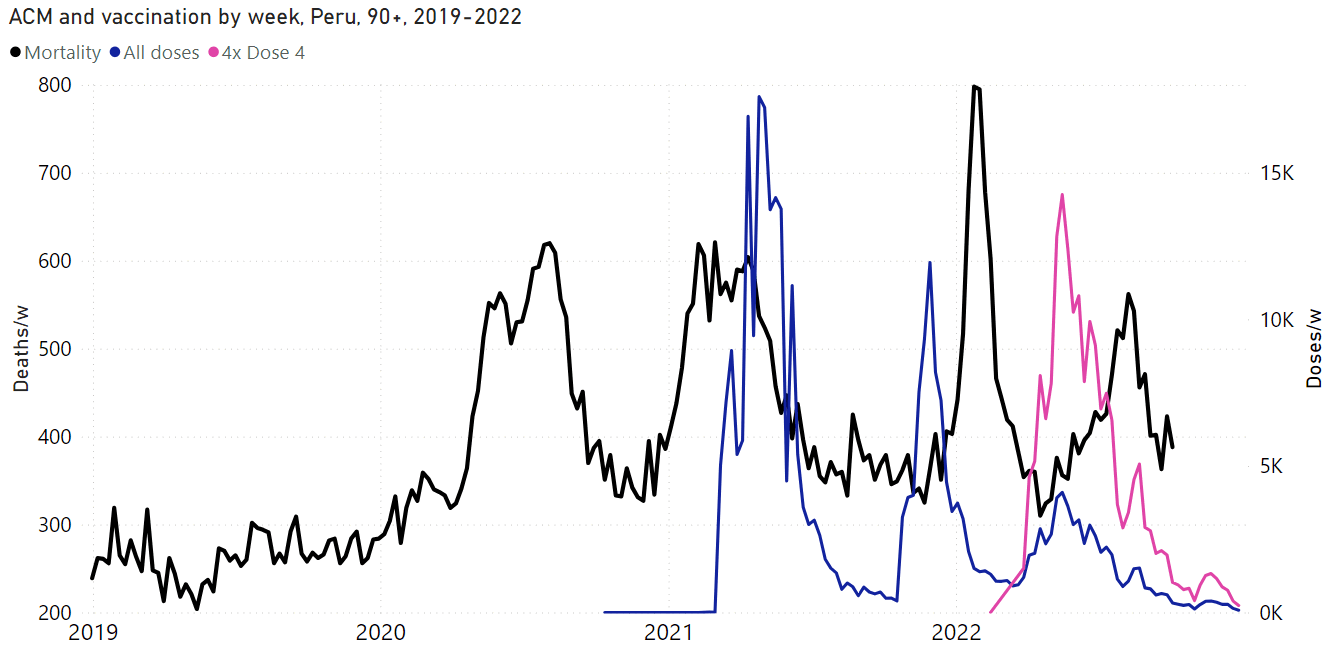 ACM and vaccination by week, Peru, 90+, 2019-2022
Mortality All doses 4x Dose 4
800
700 15K
600
500 10K
400
5K
300
200 0K
Deaths/w
Doses/w
2019 2020 2021 2022